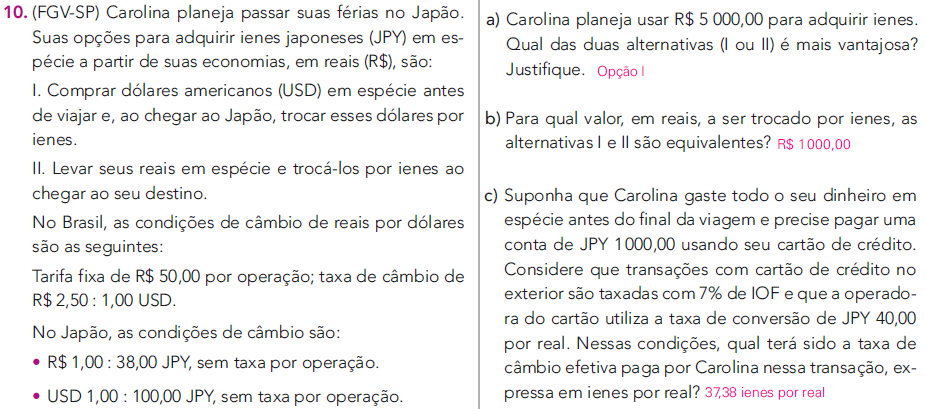 10. (FGV-SP) Carolina planeja passar suas férias no Japão.
Suas opções para adquirir ienes japoneses (JPY) em es-
pécie a partir de suas economias, em reais (R$), são:
I. Comprar dólares americanos (USD) em espécie antes
de viajar e, ao chegar ao Japão, trocar esses dólares por
ienes.
II. Levar seus reais em espécie e trocá-los por ienes ao
chegar ao seu destino.
No Brasil, as condições de câmbio de reais por dólares
são as seguintes:
Tarifa fixa de R$ 50,00 por operação; taxa de câmbio de
R$ 2,50 : 1,00 USD.
No Japão, as condições de câmbio são:
• R$ 1,00 : 38,00 JPY, sem taxa por operação.
• USD 1,00 : 100,00 JPY, sem taxa por operação.
a) Carolina planeja usar R$ 5 000,00 para adquirir ienes.
Qual das duas alternativas (I ou II) é mais vantajosa?
Justifique. Opção I
b) Para qual valor, em reais, a ser trocado por ienes, as
alternativas I e II são equivalentes? R$ 1000,00
c) Suponha que Carolina gaste todo o seu dinheiro em
espécie antes do final da viagem e precise pagar uma
conta de JPY 1000,00 usando seu cartão de crédito.
Considere que transações com cartão de crédito no
exterior são taxadas com 7% de IOF e que a operado-
ra do cartão utiliza a taxa de conversão de JPY 40,00
por real. Nessas condições, qual terá sido a taxa de
câmbio efetiva paga por Carolina nessa transação, ex-
pressa em ienes por real? 37,38 ienes por real